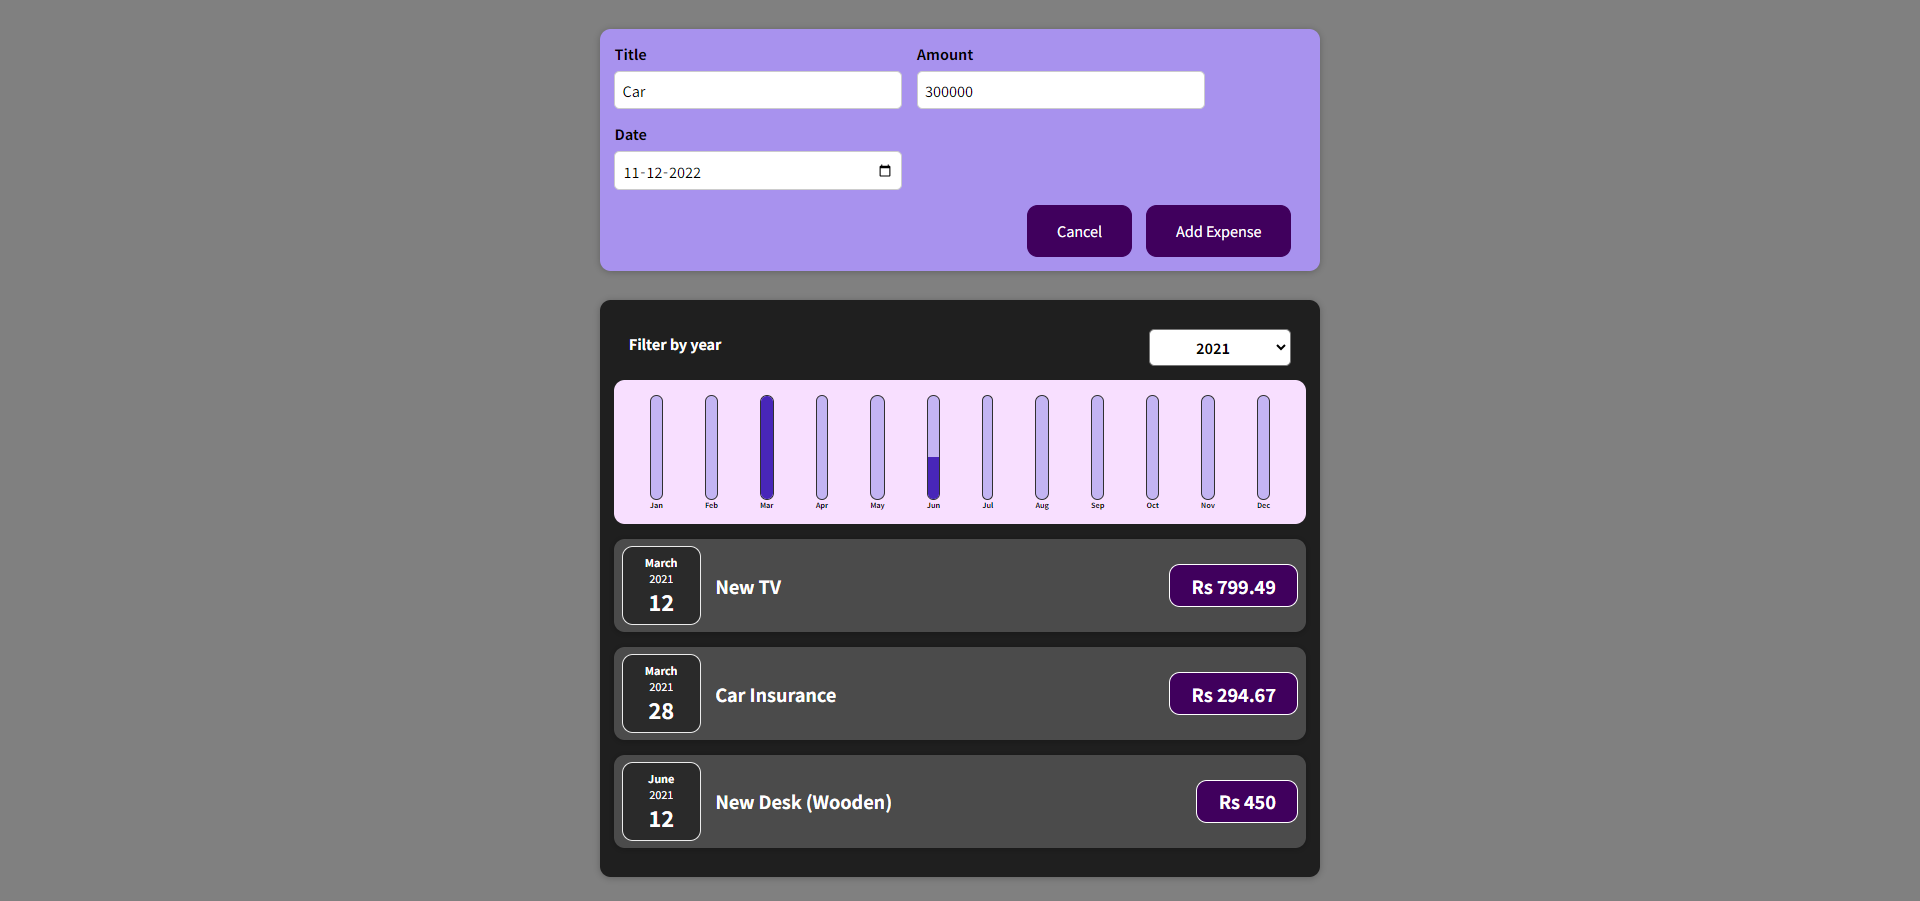 Title Amount
Car 300000
Date
11-12-2022
Cancel Add Expense
Filter by year 2021
Jan Feb Mar Apr May Jun Jul Aug Sep Oct Nov Dec
March
2021
12
New TV
Rs 799.49
March
2021
28
Car Insurance
Rs 294.67
June
2021
12
New Desk (Wooden)
Rs 450